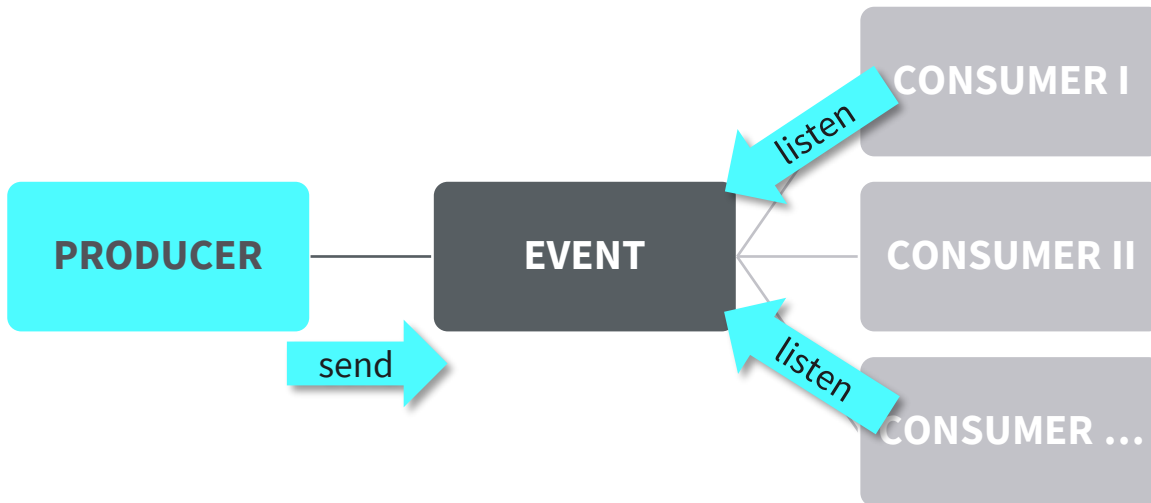 CONSUMER I
listen
PRODUCER
EVENT
CONSUMER II
send
listen
CONSUMER ...